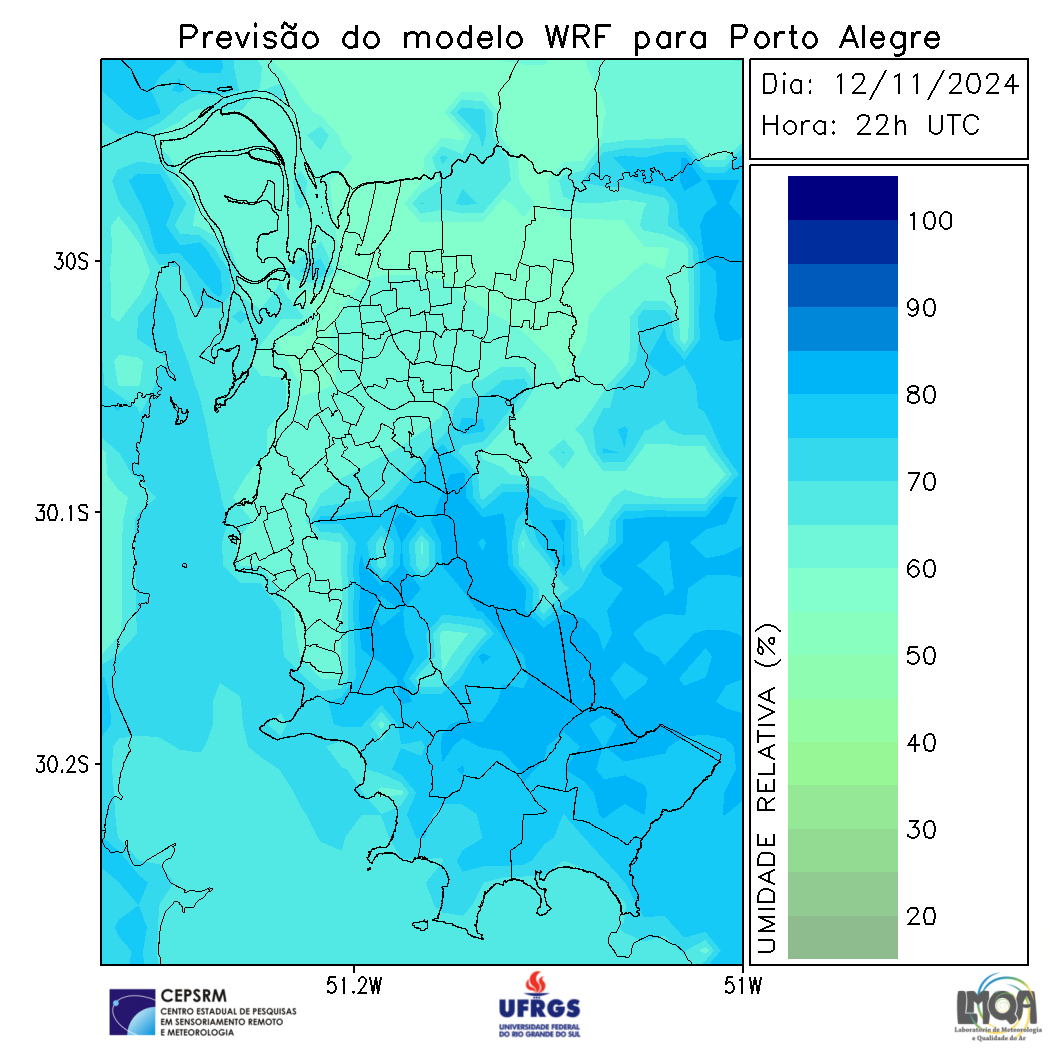 Previsão do modelo WRF para Porto Alegre
Dia: 12/11/2024
Hora: 22h UTC
30S
30.1S
30.2S
51.2W
51W
100
90
80
70
60
50
40
30
20
UMIDADE RELATIVA (%)
CEPSRM
CENTRO ESTADUAL DE PESQUISAS
EM SENSORIAMENTO REMOTO
E METEOROLOGIA
UFRGS
UNIVERSIDADE FEDERAL
DO RIO GRANDE DO SUL
LMQA
Laboratório de Meteorologia
e Qualidade do Ar